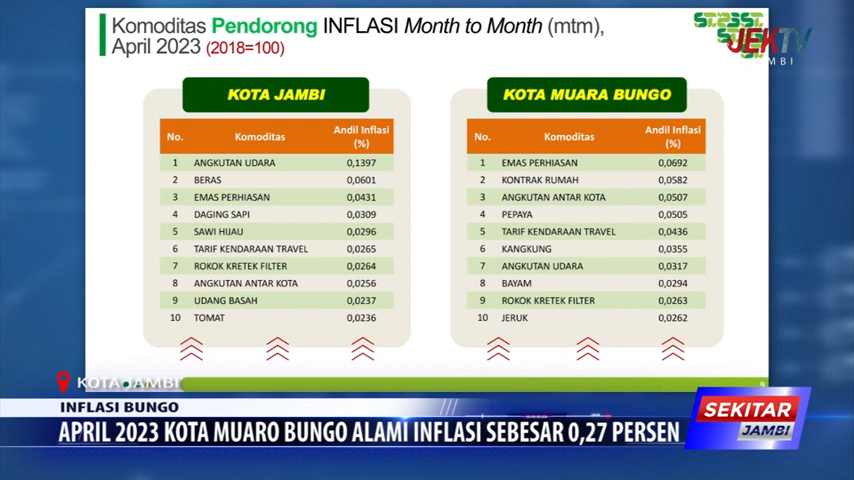 Komoditas Pendorong INFLASI Month to Month (mtm),
April 2023 (2018=100)
JEKTV
JAMBI
KOTA JAMBI
No. Komoditas Andil Inflasi (%)
1 ANGKUTAN UDARA 0,1397
2 BERAS 0,0601
3 EMAS PERHIASAN 0,0431
4 DAGING SAPI 0,0309
5 SAWI HIJAU 0,0296
6 TARIF KENDARAAN TRAVEL 0,0265
7 ROKOK KRETEK FILTER 0,0264
8 ANGKUTAN ANTAR KOTA 0,0256
9 UDANG BASAH 0,0237
10 TOMAT 0,0236
KOTA MUARA BUNGO
No. Komoditas Andil Inflasi (%)
1 EMAS PERHIASAN 0,0692
2 KONTRAK RUMAH 0,0582
3 ANGKUTAN ANTAR KOTA 0,0507
4 PEPAYA 0,0505
5 TARIF KENDARAAN TRAVEL 0,0436
6 KANGKUNG 0,0355
7 ANGKUTAN UDARA 0,0317
8 BAYAM 0,0294
9 ROKOK KRETEK FILTER 0,0263
10 JERUK 0,0262
9
KOTA JAMBI
INFLASI BUNGO
APRIL 2023 KOTA MUARO BUNGO ALAMI INFLASI SEBESAR 0,27 PERSEN
SEKITAR
JAMBI